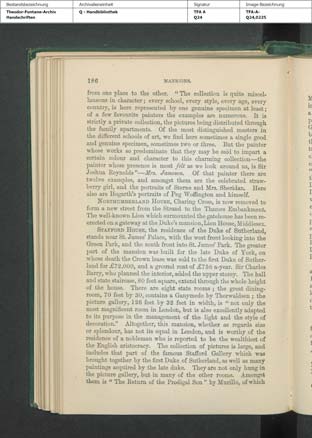 Bestandsbezeichnung
Archivalieneinheit
Signatur
Image-Bezeichnung
Theodor-Fontane-Archiv
Handschriften
Q - Handbibliothek
TFA A
Q24
TFA-A-
Q24,0225
186 MANSIONS.
from one place to the other. "The collection is quite miscel-
laneous in character; every school, every style, every age, every
country, is here represented by one genuine specimen at least;
of a few favourite painters the examples are numerous. It is
strictly a private collection, the pictures being distributed through
the family apartments. Of the most distinguished masters in
the different schools of art, we find here sometimes a single good
and genuine specimen, sometimes two or three. But the painter
whose works so predominate that they may be said to impart a
certain colour and character to this charming collection—the
painter whose presence is most felt as we look around us, is Sir
Joshua Reynolds"—Mrs. Jameson. Of that painter there are
twelve examples, and amongst them are the celebrated straw-
berry girl, and the portraits of Sterne and Mrs. Sheridan. Here
also are Hogarth's portraits of Peg Woffington and himself.
NORTHUMBERLAND HOUSE, Charing Cross, is now removed to
form a new street from the Strand to the Thames Embankment.
The well-known Lion which surrounted the gatehouse has been re-
erected on a gateway at the Duke's mansion, Sion House, Middlesex.
STAFFORD HOUSE, the residence of the Duke of Sutherland,
stands near St. James' Palace, with the west front looking into the
Green Park, and the south front into St. James' Park. The greater
part of the mansion was built for the late Duke of York, on
whose death the Crown lease was sold to the first Duke of Suther-
land for £72,000, and a ground rent of £758 a-year. Sir Charles
Barry, who planned the interior, added the upper storey. The hall
and state staircase, 80 feet square, extend through the whole height
of the house. There are eight state rooms; the great dining-
room, 70 feet by 30, contains a Ganymede by Thorwaldsen; the
picture gallery, 126 feet by 32 feet in width, is "not only the
most magnificent room in London, but is also excellently adapted
to its purpose in the management of the light and the style of
decoration." Altogether, this mansion, whether as regards size
or splendour, has not its equal in London, and is worthy of the
residence of a nobleman who is reported to be the wealthiest of
the English aristocracy. The collection of pictures is large, and
includes that part of the famous Stafford Gallery which was
brought together by the first Duke of Sutherland, as well as many
paintings acquired by the late duke. They are not only hung in
the picture gallery, but in many of the other rooms. Amongst
them is "The Return of the Prodigal Son" by Murillo, of which